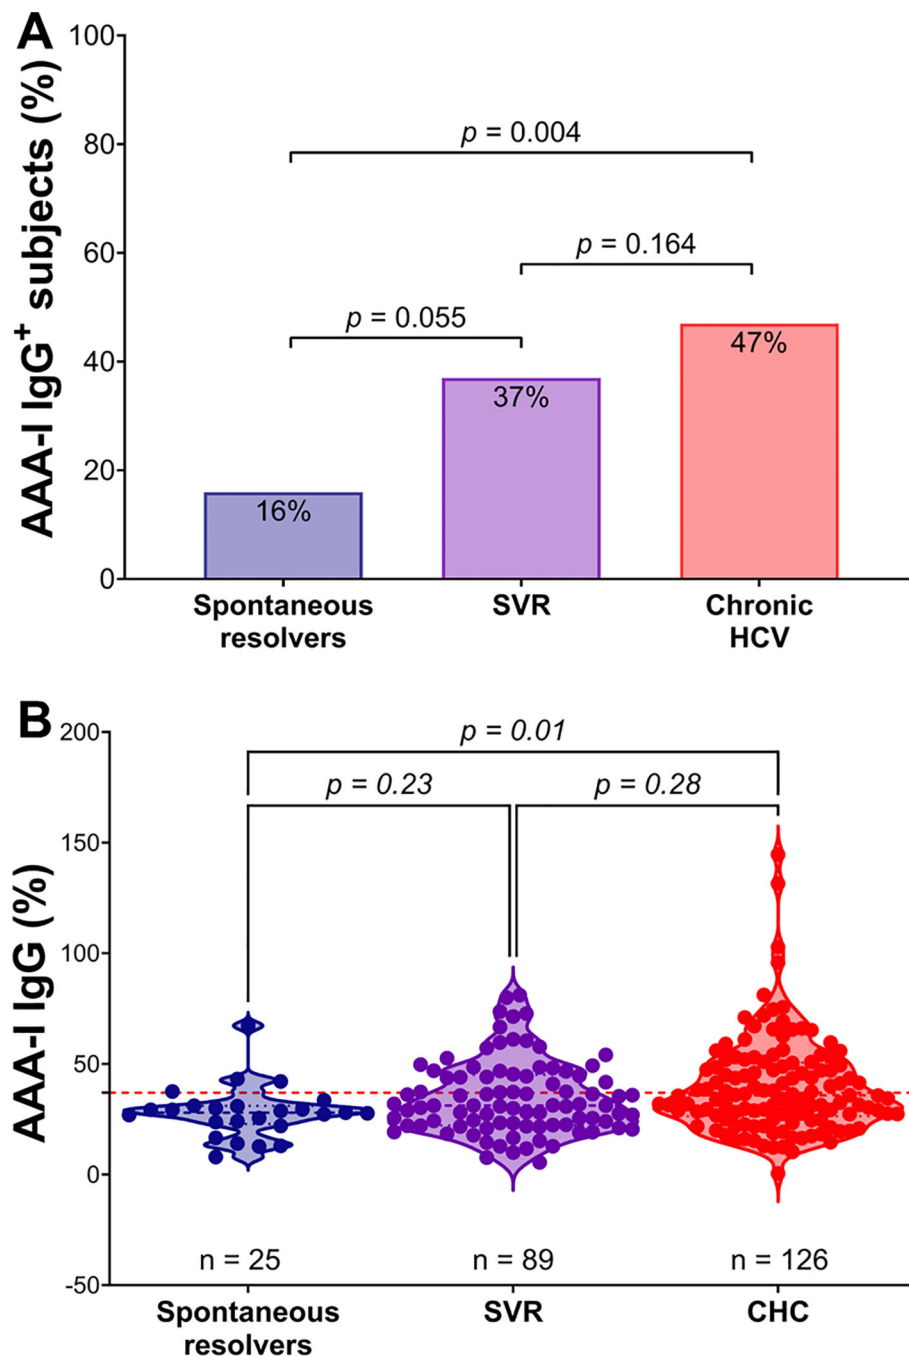 A
AAA-I IgG+ subjects (%)
100
80
60
40
20
0
p = 0.004
p = 0.164
p = 0.055
16%
37%
47%
Spontaneous
resolvers
SVR
Chronic
HCV
B
AAA-I IgG (%)
200
150
100
50
0
-50
p = 0.01
p = 0.23
p = 0.28
n = 25
n = 89
n = 126
Spontaneous
resolvers
SVR
CHC